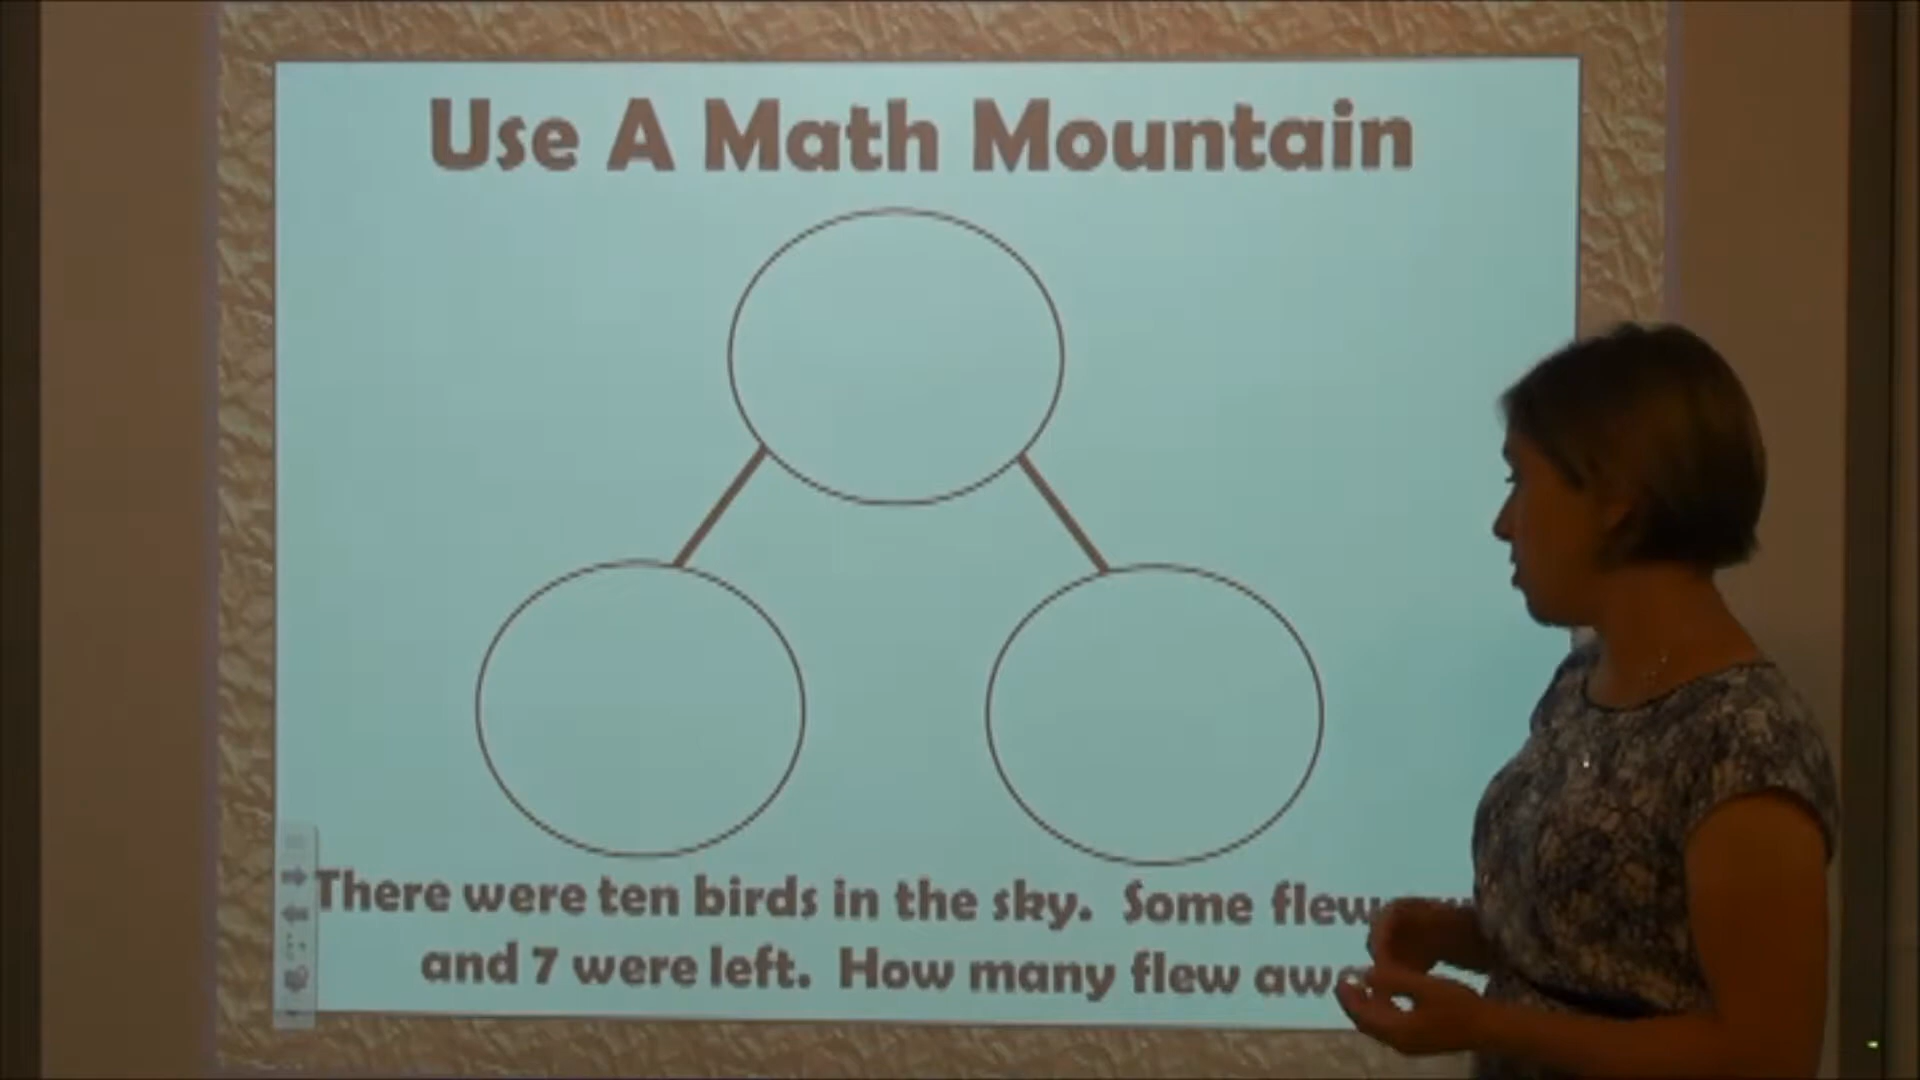 Use A Math Mountain
There were ten birds in the sky. Some flew
and 7 were left. How many flew